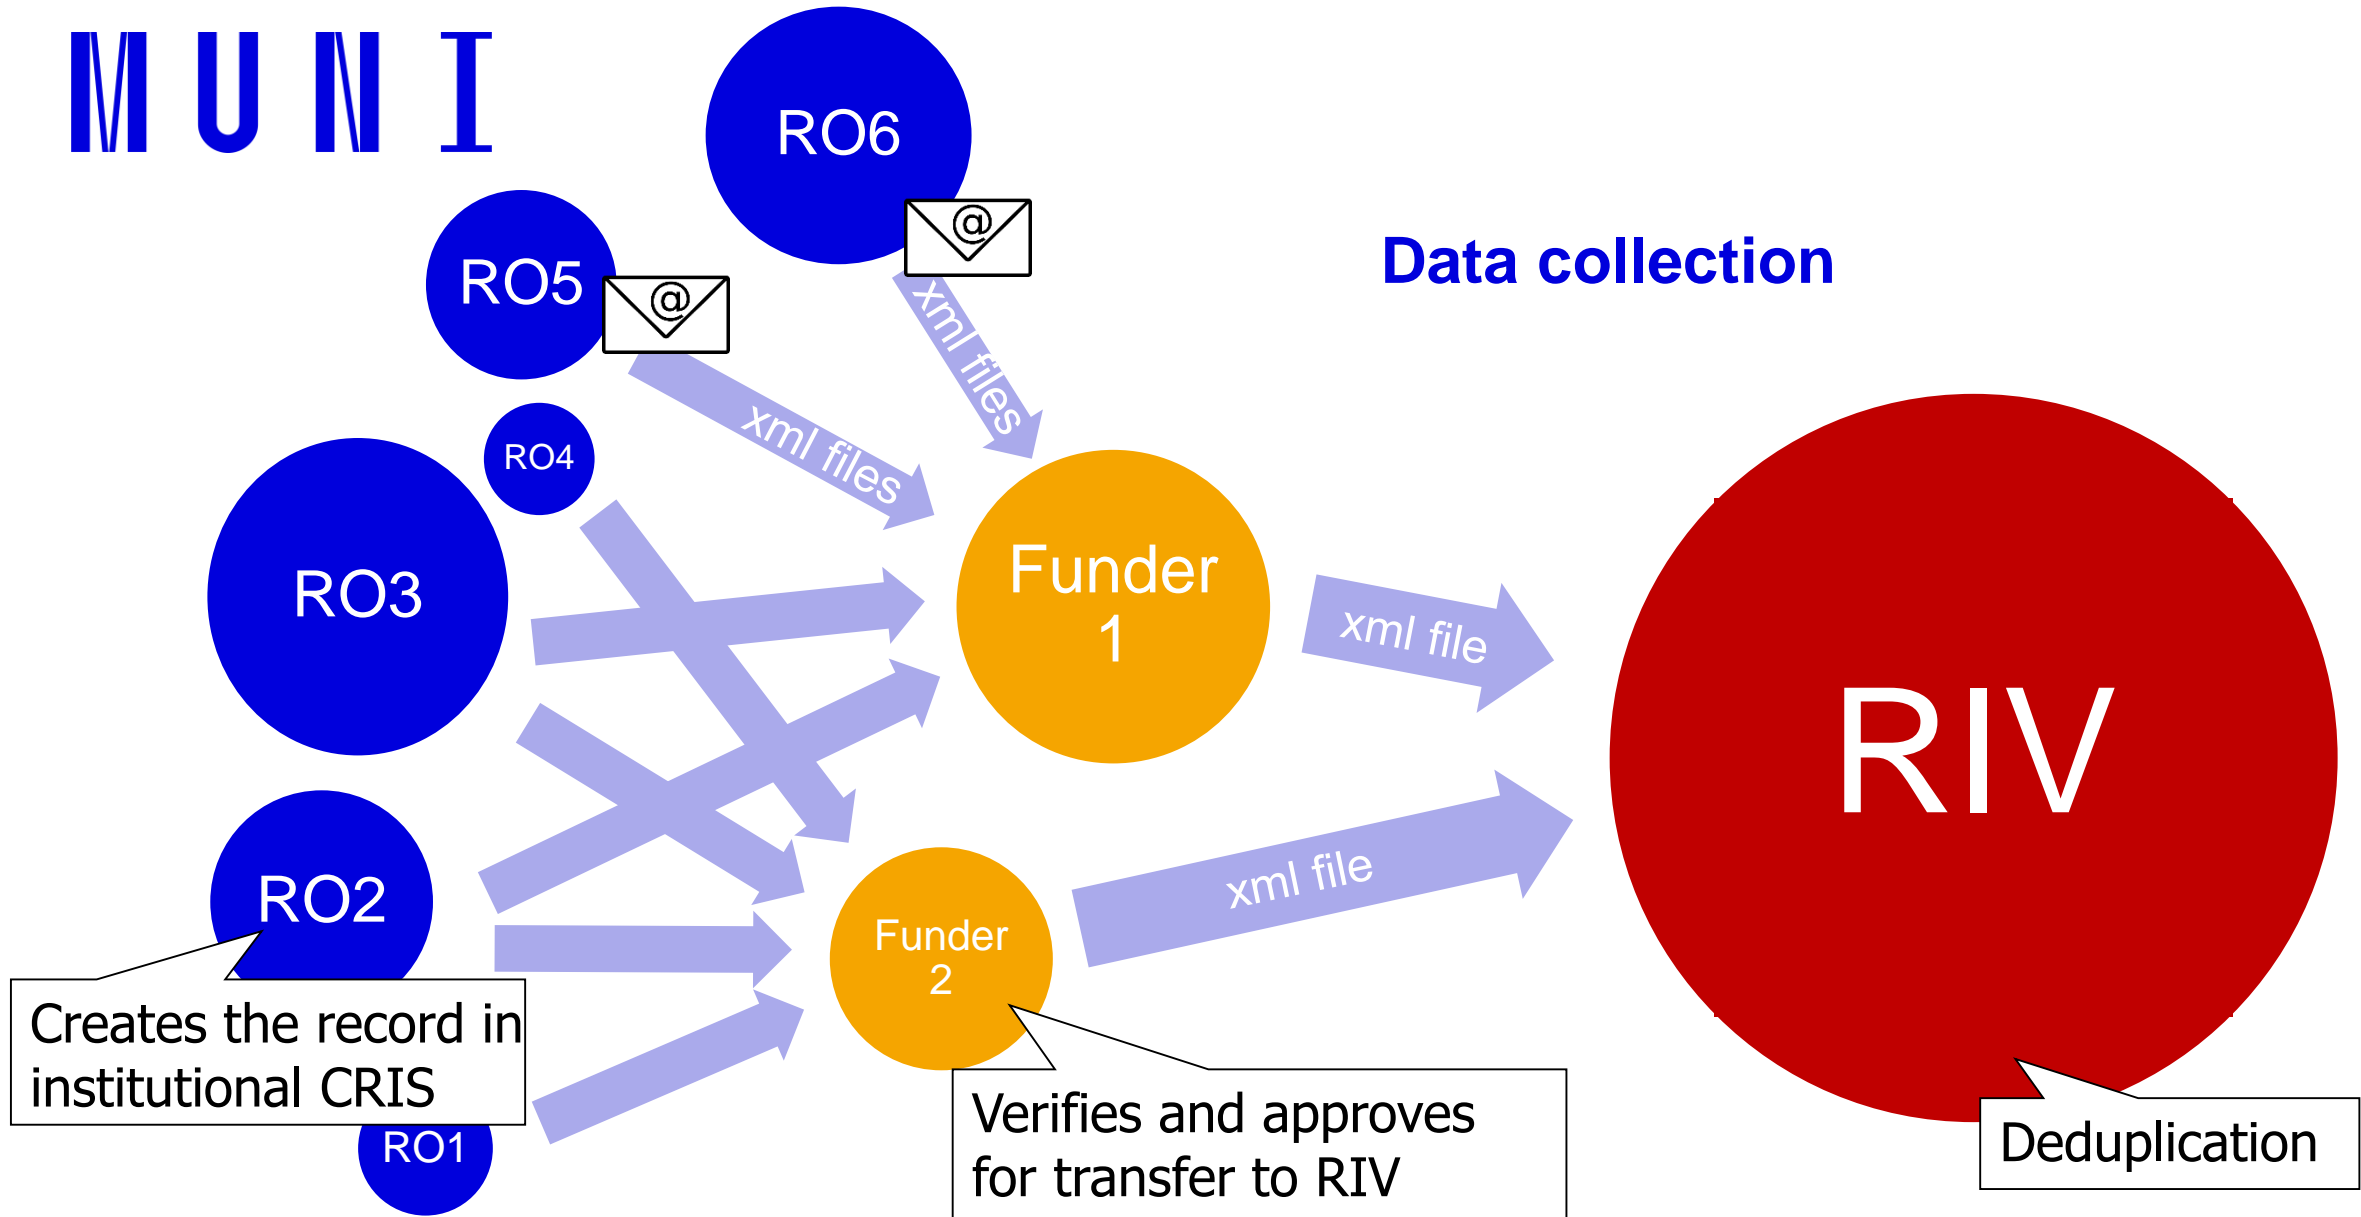 MUNI
RO6
@
RO5
@
Data collection
xml files
xml files
RO4
RO3
Funder
1
xml file
RIV
RO2
Funder
2
xml file
Creates the record in
institutional CRIS
RO1
Verifies and approves
for transfer to RIV
Deduplication